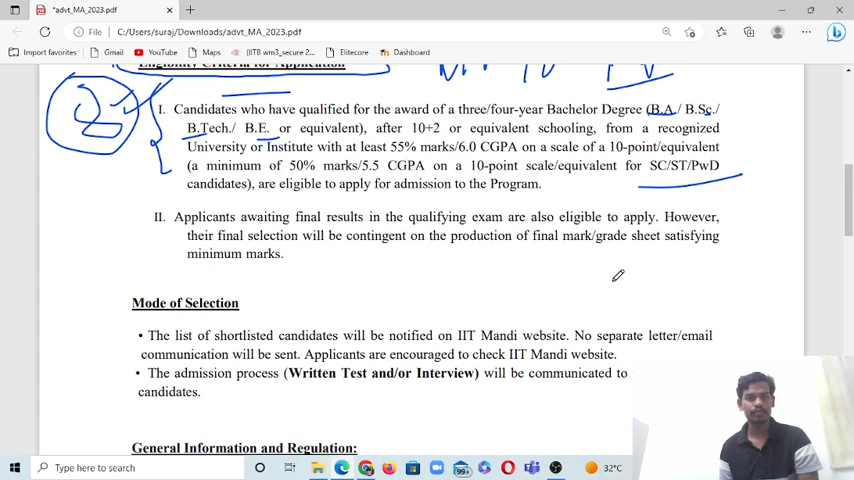 *advt_MA_2023.pdf
File
C:/Users/suraj/Downloads/advt_MA_2023.pdf
Import favorites
Gmail
YouTube
Maps
(IITB wm3_secure 2...
Elitecore
Dashboard
Eligibility Criteria for Application
I. Candidates who have qualified for the award of a three/four-year Bachelor Degree (B.A./ B.Sc./
B.Tech./ B.E. or equivalent), after 10+2 or equivalent schooling, from a recognized
University or Institute with at least 55% marks/6.0 CGPA on a scale of a 10-point/equivalent
(a minimum of 50% marks/5.5 CGPA on a 10-point scale/equivalent for SC/ST/PwD
candidates), are eligible to apply for admission to the Program.
II. Applicants awaiting final results in the qualifying exam are also eligible to apply. However,
their final selection will be contingent on the production of final mark/grade sheet satisfying
minimum marks.
Mode of Selection
• The list of shortlisted candidates will be notified on IIT Mandi website. No separate letter/email
communication will be sent. Applicants are encouraged to check IIT Mandi website.
• The admission process (Written Test and/or Interview) will be communicated to
candidates.
General Information and Regulation:
Type here to search
99+
32°C